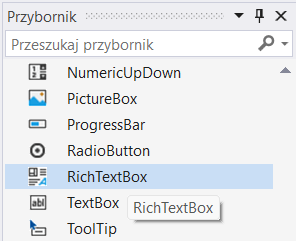 Przybornik
Przeszukaj przybornik
NumericUpDown
PictureBox
ProgressBar
RadioButton
RichTextBox
TextBox
RichTextBox
ToolTip